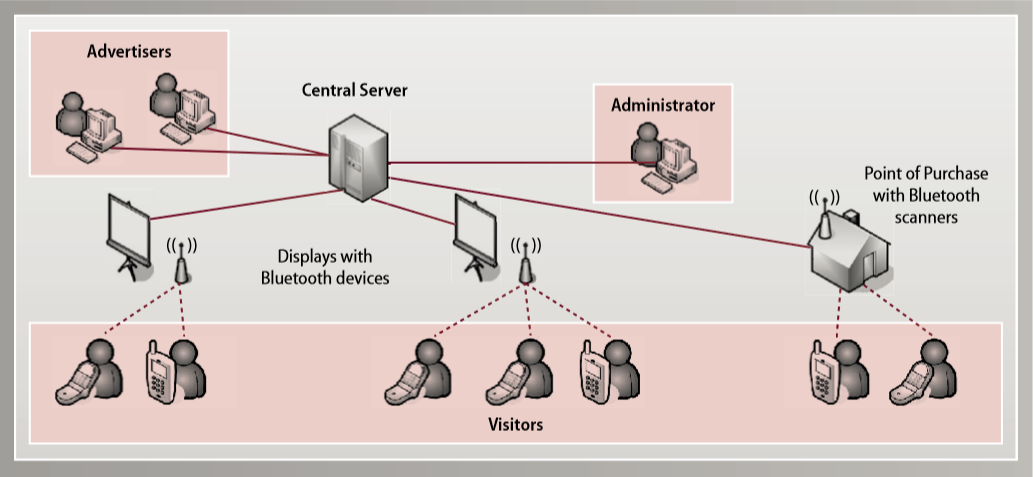 Advertisers
Central Server
Administrator
Point of Purchase
with Bluetooth
scanners
Displays with
Bluetooth devices
Visitors